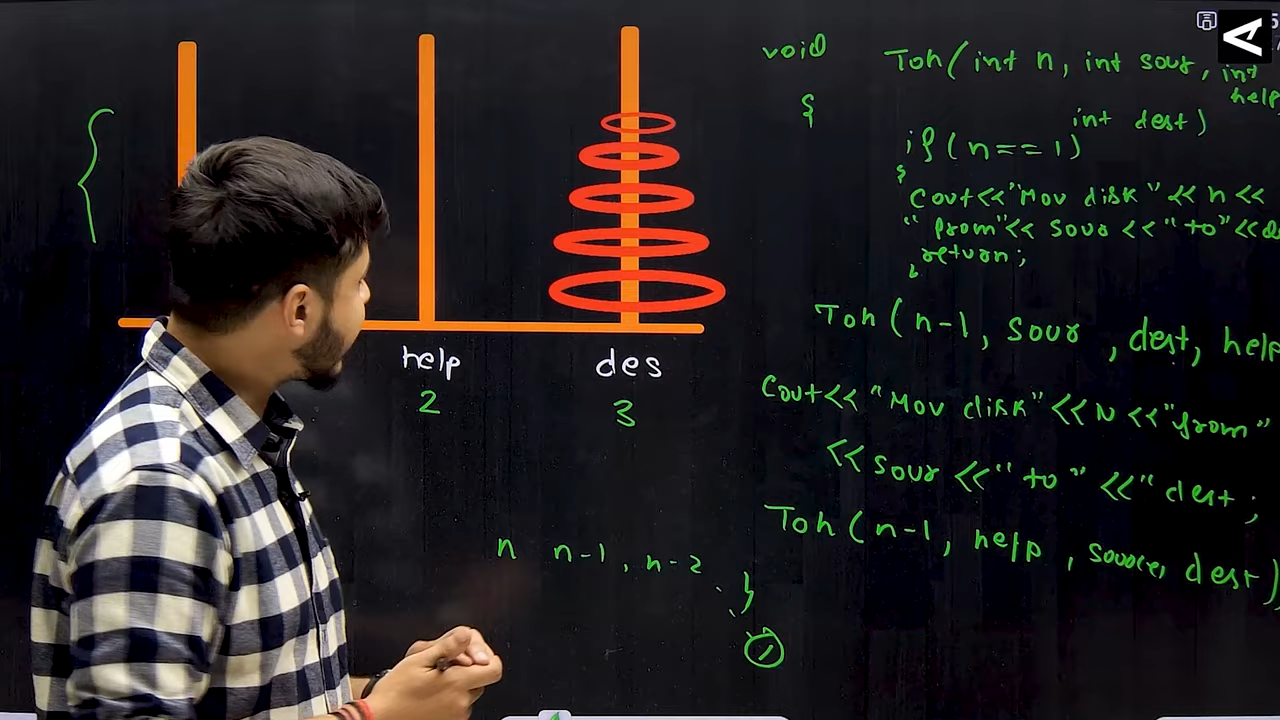 help
des
2
3
n n-1, n-2
1
void Toh(int n, int sour, int
help,
{ int dest)
if(n==1)
{
Cout<<"Mov disk"<< n <<
"from"<< sour <<"to"<<
return;
}
Toh(n-1, sour, dest, help
Cout<< "Mov disk"<< N <<"from"
<< sour <<"to" <<" dest;
Toh(n-1, help, source, dest)
}